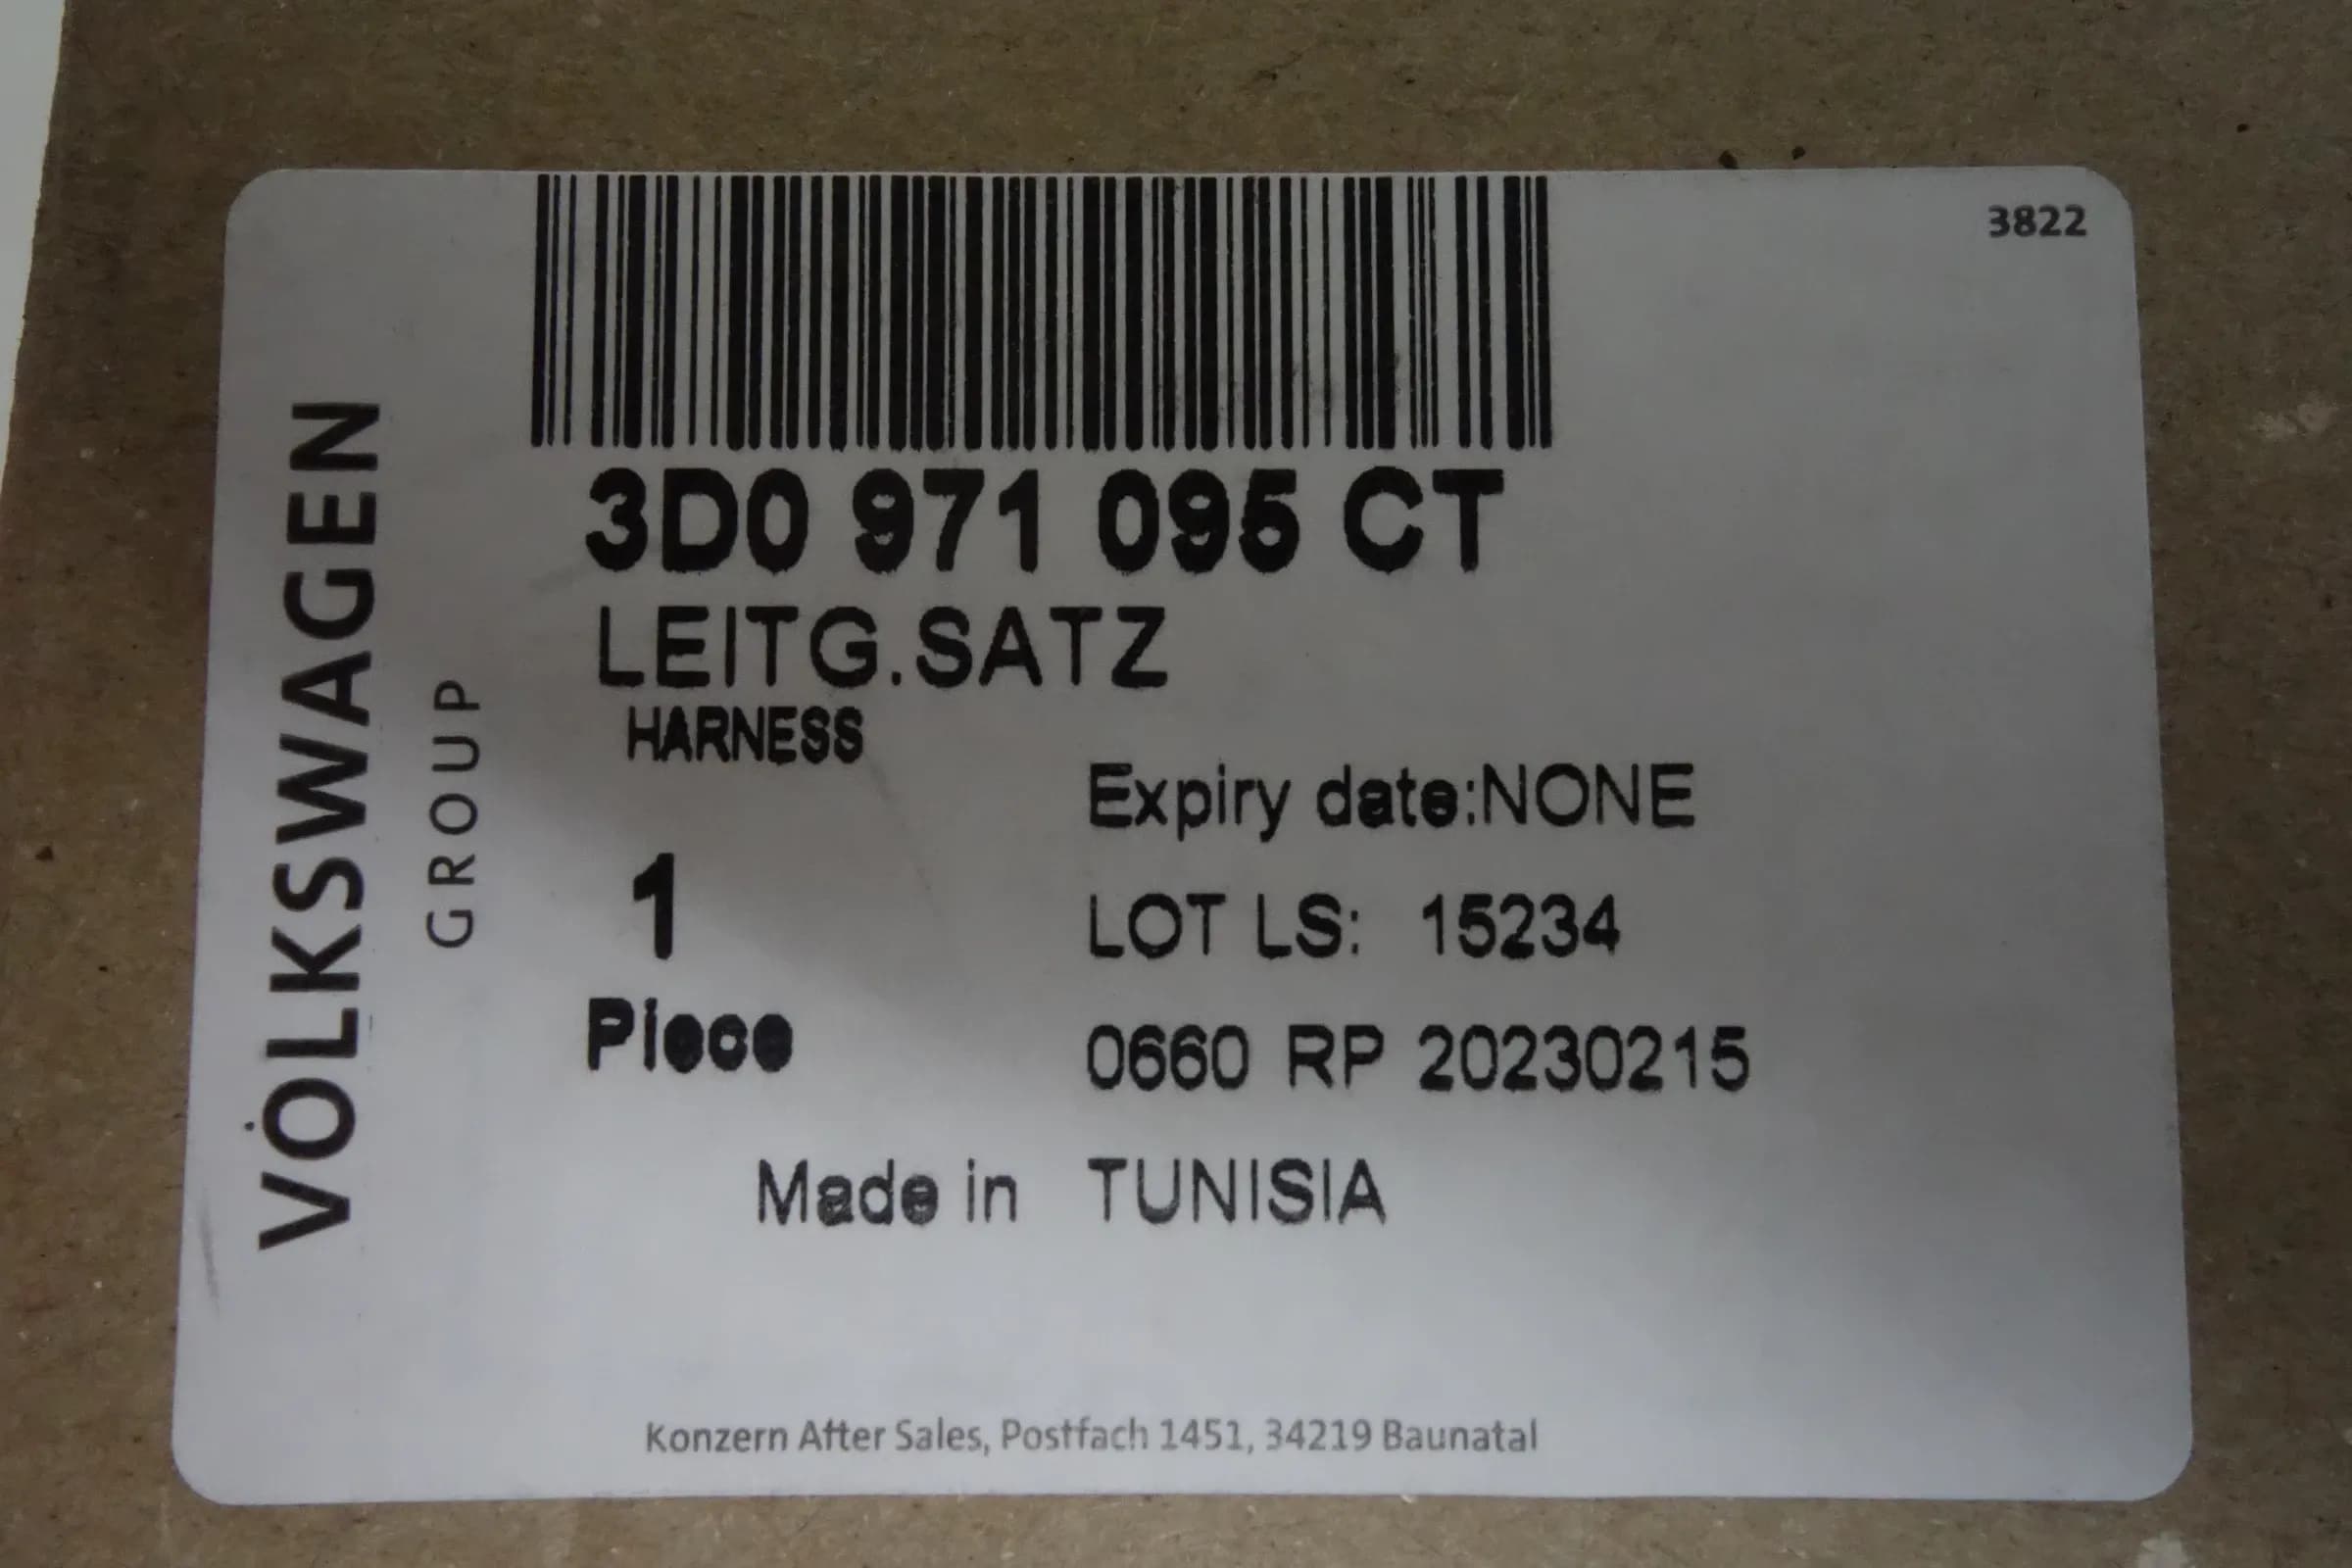 3822
VOLKSWAGEN
GROUP
3D0 971 095 CT
LEITG.SATZ
HARNESS
Expiry date:NONE
1
LOT LS: 15234
Piece
0660 RP 20230215
Made in TUNISIA
Konzern After Sales, Postfach 1451, 34219 Baunatal